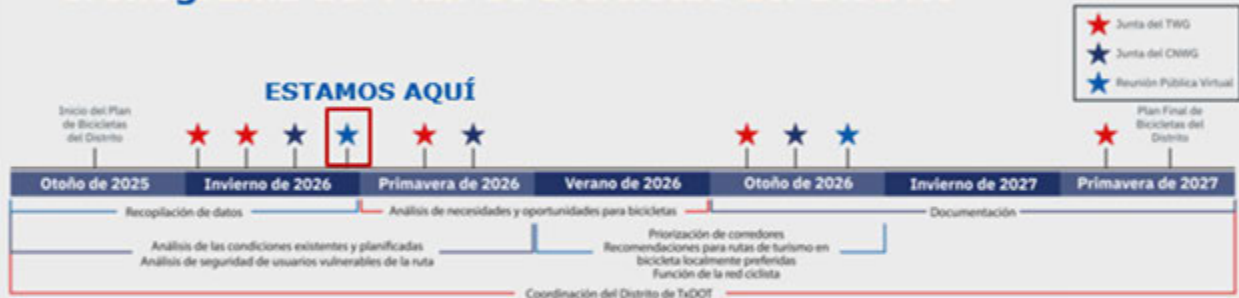 Junta del TWG
Junta del CNWG
Reunión Pública Virtual
ESTAMOS AQUÍ
Inicio del Plan
de Bicicletas
del Distrito
Plan Final de
Bicicletas del
Distrito
Otoño de 2025
Invierno de 2026
Primavera de 2026
Verano de 2026
Otoño de 2026
Invierno de 2027
Primavera de 2027
Recopilación de datos
Análisis de necesidades y oportunidades para bicicletas
Documentación
Análisis de las condiciones existentes y planificadas
Análisis de seguridad de usuarios vulnerables de la ruta
Priorización de corredores
Recomendaciones para rutas de turismo en
bicicleta localmente preferidas
Función de la red ciclista
Coordinación del Distrito de TxDOT